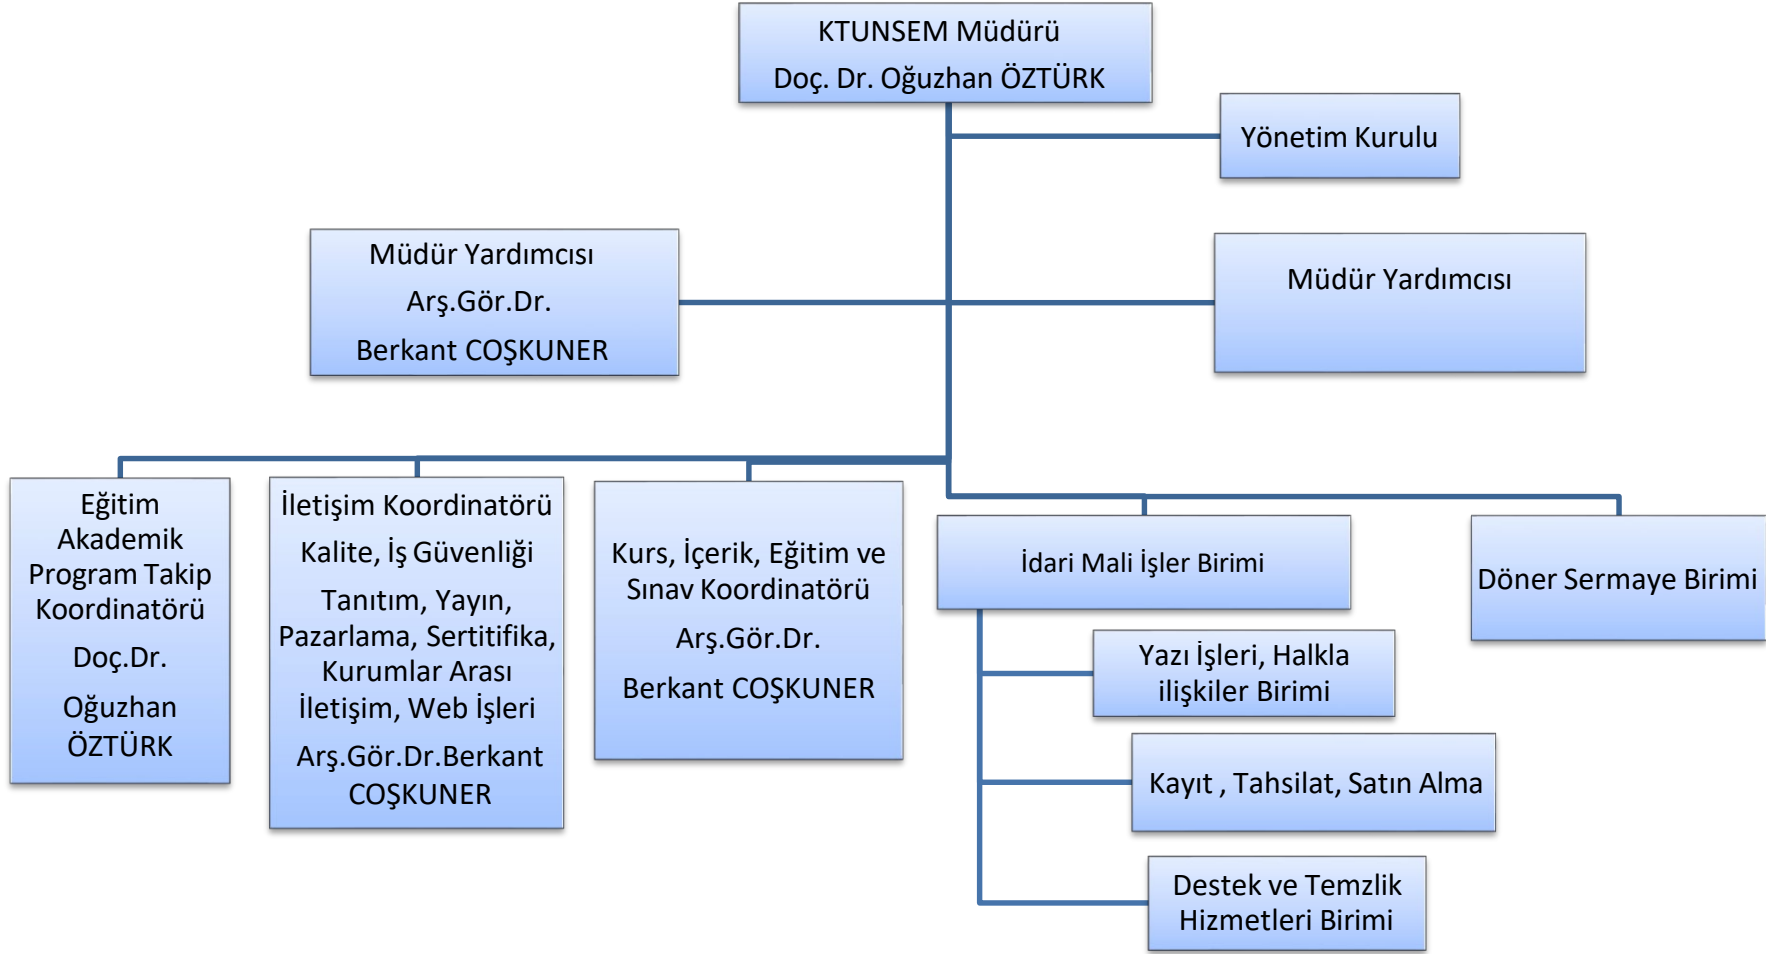 KTUNSEM Müdürü
Doç. Dr. Oğuzhan ÖZTÜRK
Yönetim Kurulu
Müdür Yardımcısı
Arş.Gör.Dr.
Berkant COŞKUNER
Müdür Yardımcısı
Eğitim
Akademik
Program Takip
Koordinatörü
Doç.Dr.
Oğuzhan
ÖZTÜRK
İletişim Koordinatörü
Kalite, İş Güvenliği
Tanıtım, Yayın,
Pazarlama, Sertitifika,
Kurumlar Arası
İletişim, Web İşleri
Arş.Gör.Dr.Berkant
COŞKUNER
Kurs, İçerik, Eğitim ve
Sınav Koordinatörü
Arş.Gör.Dr.
Berkant COŞKUNER
İdari Mali İşler Birimi
Yazı İşleri, Halkla
ilişkiler Birimi
Kayıt , Tahsilat, Satın Alma
Destek ve Temzlik
Hizmetleri Birimi
Döner Sermaye Birimi